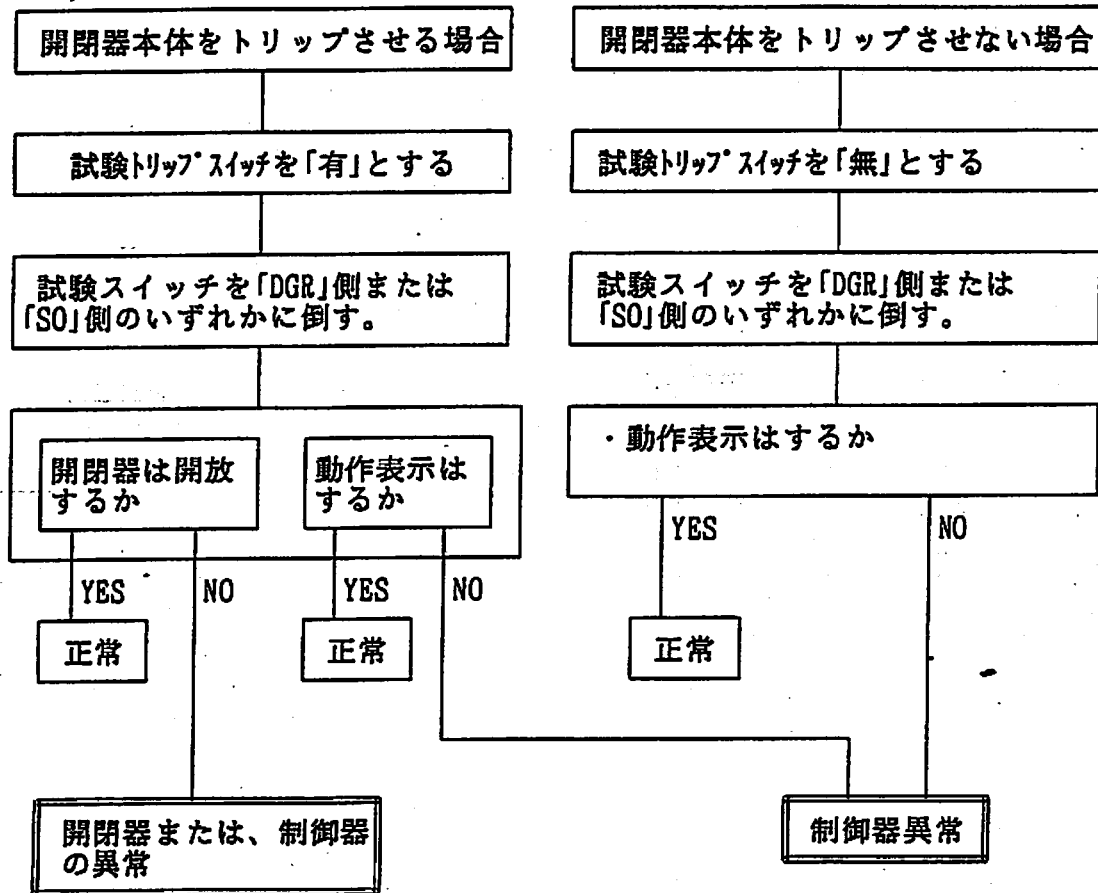 開閉器本体をトリップさせる場合
試験トリップスイッチを「有」とする
試験スイッチを「DGR」側または
「SO」側のいずれかに倒す。
開閉器は開放
するか
動作表示は
するか
YES
NO
YES
NO
正常
正常
開閉器または、制御器
の異常
開閉器本体をトリップさせない場合
試験トリップスイッチを「無」とする
試験スイッチを「DGR」側または
「SO」側のいずれかに倒す。
・動作表示はするか
YES
NO
正常
制御器異常